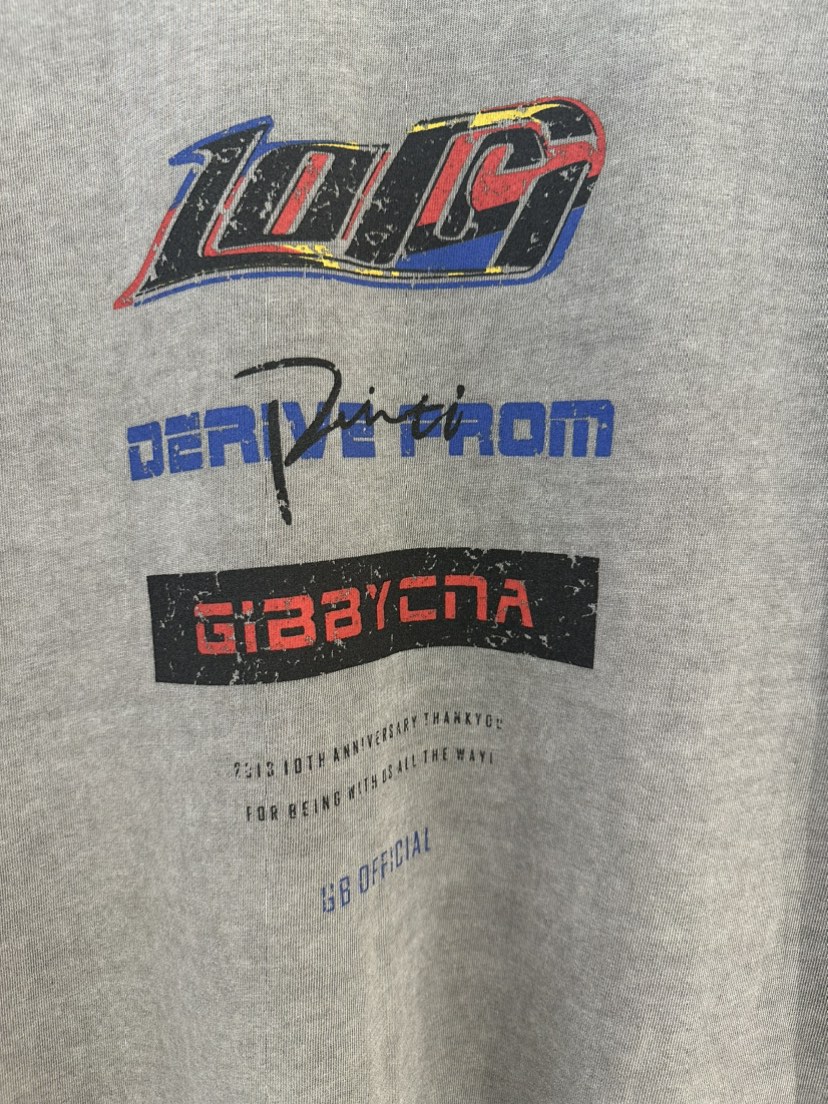 DERIVE FROM
GIBBYCNA
2013 10TH ANNIVERSARY THANKYOU
FOR BEING WITH US ALL THE WAY!
GB OFFICIAL